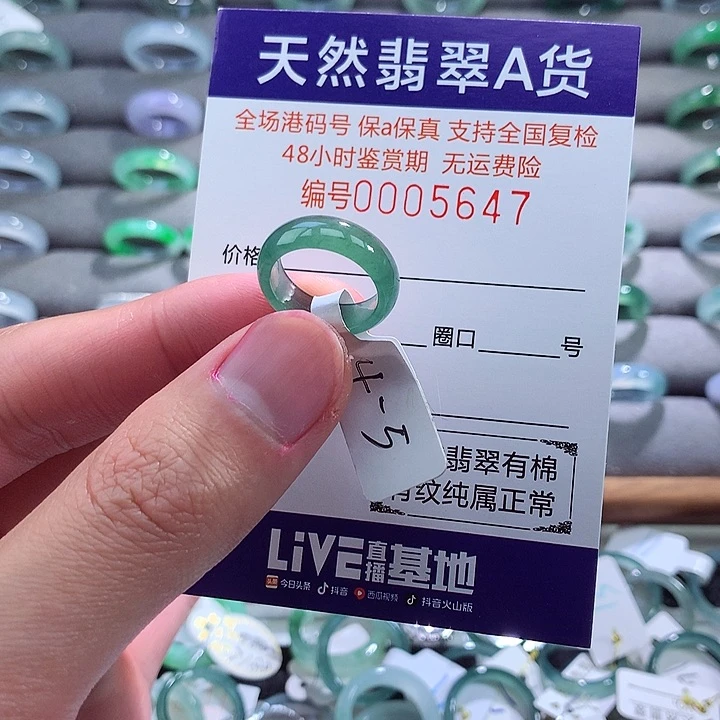 天然翡翠A货
全场港码号 保a保真 支持全国复检
48小时鉴赏期 无运费险
编号0005647
价格
圈口 号
4-5
翡翠有棉
有纹纯属正常
LiVE直播基地
头条 今日头条 抖音 西瓜视频 抖音火山版